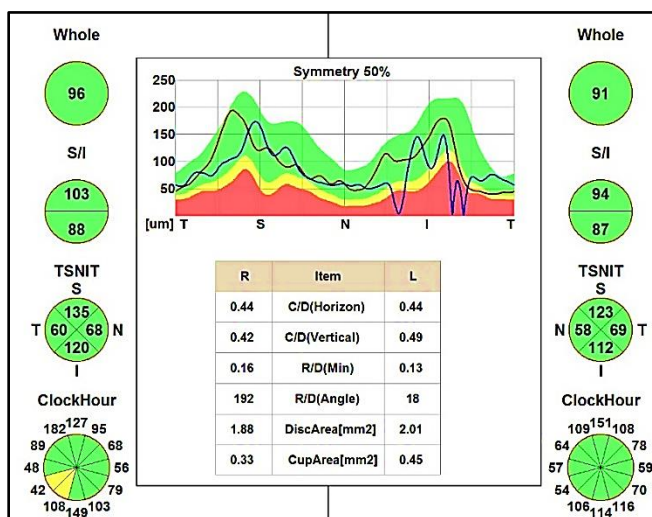 Whole
96
S/I
103
88
TSNIT
S
135
T 60 68 N
120
I
ClockHour
182 127 95
89 68
48 56
42 79
108 149 103
Symmetry 50%
250
200
150
100
50
[um] T S N I T
R Item L
0.44 C/D(Horizon) 0.44
0.42 C/D(Vertical) 0.49
0.16 R/D(Min) 0.13
192 R/D(Angle) 18
1.88 DiscArea[mm2] 2.01
0.33 CupArea[mm2] 0.45
Whole
91
S/I
94
87
TSNIT
S
123
N 58 69 T
112
I
ClockHour
109 151 108
64 78
57 59
54 70
106 114 116